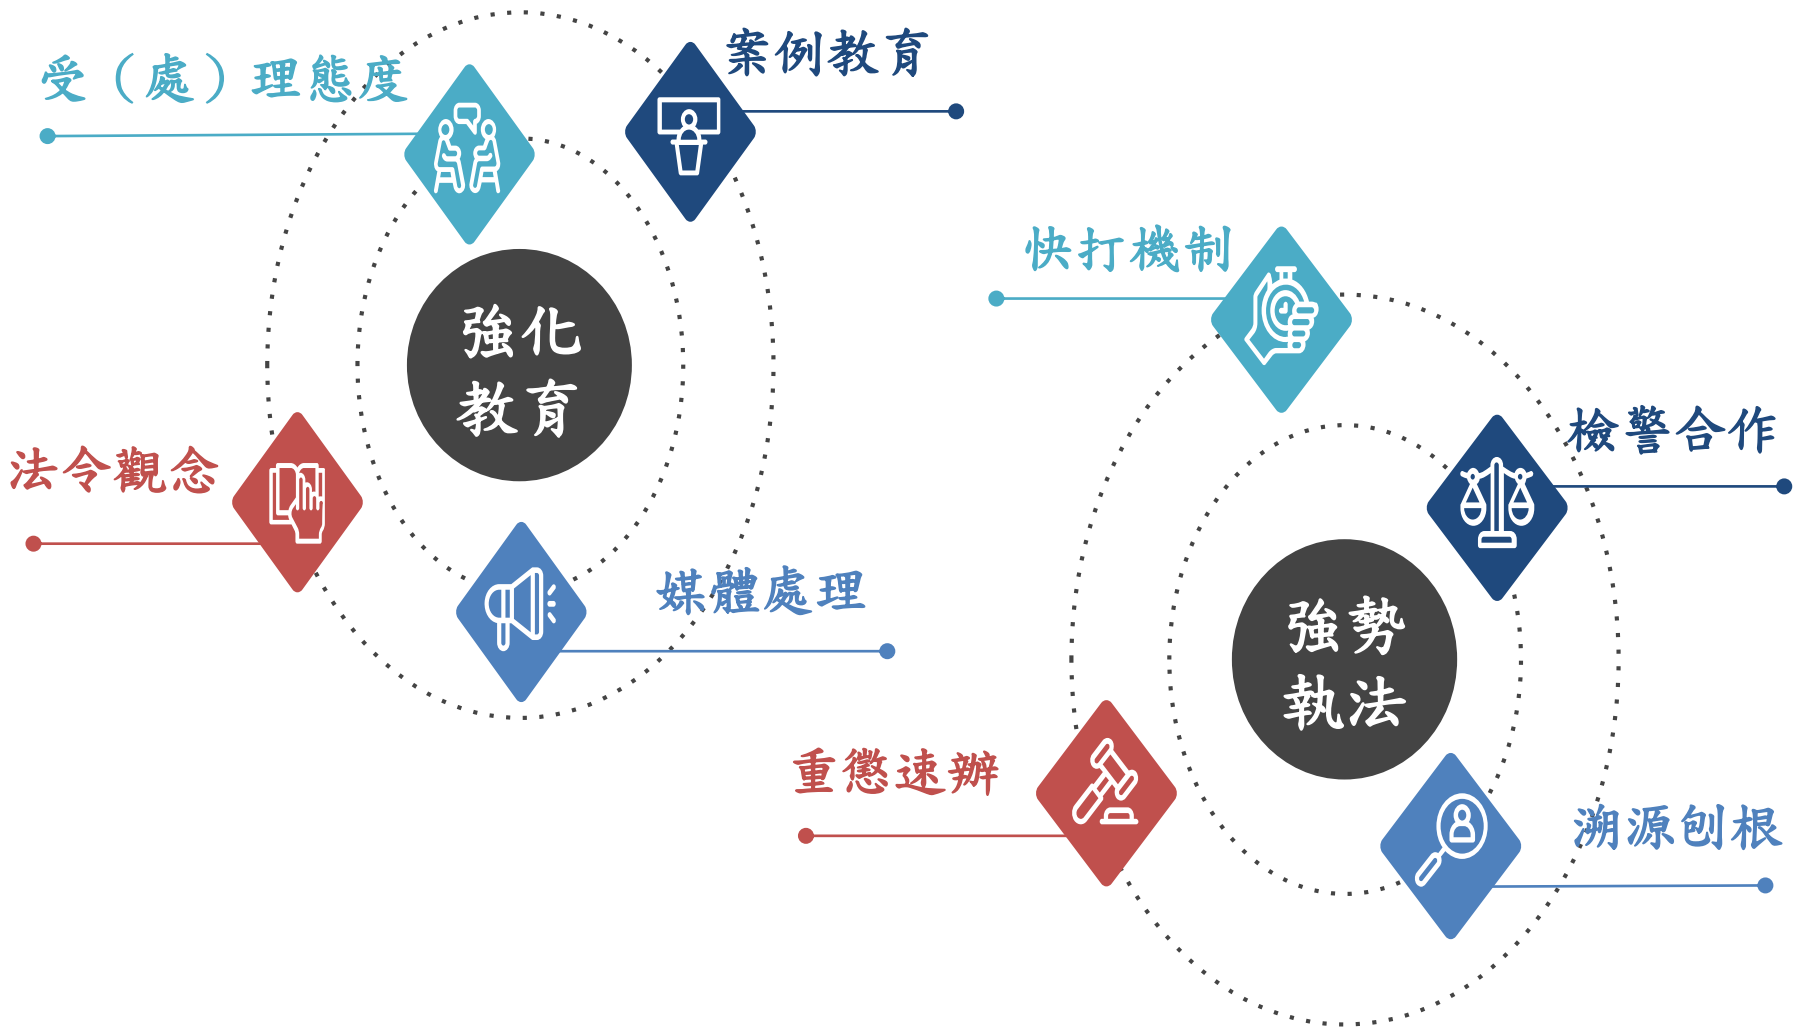 受（處）理態度
案例教育
強化
教育
法令觀念
媒體處理
快打機制
檢警合作
強勢
執法
重懲速辦
溯源刨根